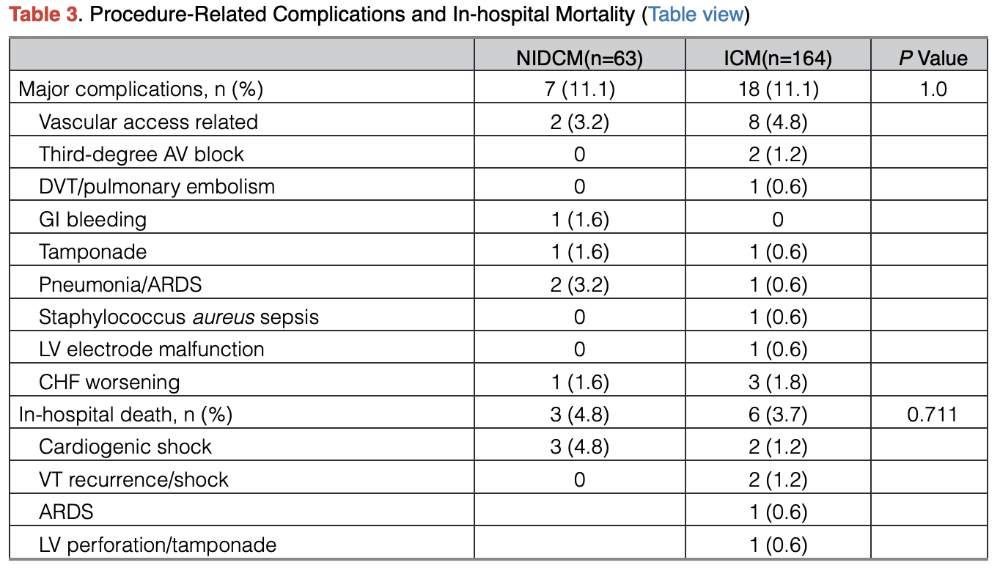 Table 3. Procedure-Related Complications and In-hospital Mortality (Table view)
NIDCM(n=63) ICM(n=164) P Value
Major complications, n (%) 7 (11.1) 18 (11.1) 1.0
Vascular access related 2 (3.2) 8 (4.8)
Third-degree AV block 0 2 (1.2)
DVT/pulmonary embolism 0 1 (0.6)
GI bleeding 1 (1.6) 0
Tamponade 1 (1.6) 1 (0.6)
Pneumonia/ARDS 2 (3.2) 1 (0.6)
Staphylococcus aureus sepsis 0 1 (0.6)
LV electrode malfunction 0 1 (0.6)
CHF worsening 1 (1.6) 3 (1.8)
In-hospital death, n (%) 3 (4.8) 6 (3.7) 0.711
Cardiogenic shock 3 (4.8) 2 (1.2)
VT recurrence/shock 0 2 (1.2)
ARDS 1 (0.6)
LV perforation/tamponade 1 (0.6)